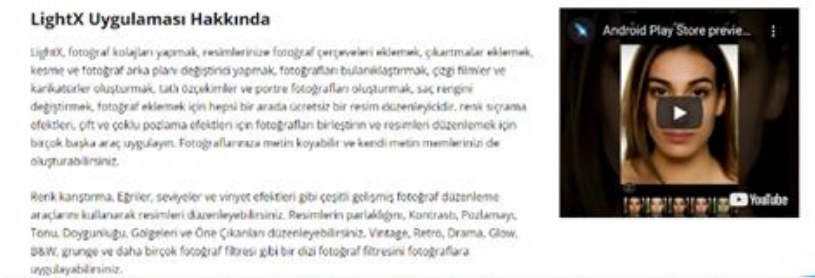 LightX Uygulaması Hakkında
LightX, fotoğraf kolajları yapmak, resimlerinize fotoğraf çerçeveleri eklemek, çıkartmalar eklemek,
kesme ve fotoğraf arka planı değiştirici yapmak, fotoğrafları bulanıklaştırmak, çizgi filmler ve
karikatürler oluşturmak, tatlı özçekimler ve portre fotoğrafları oluşturmak, saç rengini
değiştirmek, fotoğraf eklemek için hepsi bir arada ücretsiz bir resim düzenleyicidir. renk sıçrama
efektleri, çift ve çoklu pozlama efektleri için fotoğrafları birleştirin ve resimleri düzenlemek için
birçok başka araç uygulayın. Fotoğraflarınıza metin koyabilir ve kendi metin memlerinizi de
oluşturabilirsiniz.
Renk karıştırma, Eğriler, seviyeler ve vinyet efektleri gibi çeşitli gelişmiş fotoğraf düzenleme
araçlarını kullanarak resimleri düzenleyebilirsiniz. Resimlerin parlaklığını, Kontrastı, Pozlamayı,
Tonu, Doygunluğu, Gölgeleri ve Öne Çıkanları düzenleyebilirsiniz. Vintage, Retro, Drama, Glow,
B&W, grunge ve daha birçok fotoğraf filtresi gibi bir dizi fotoğraf filtresini fotoğraflara
uygulayabilirsiniz.
Android Play Store previe...
YouTube